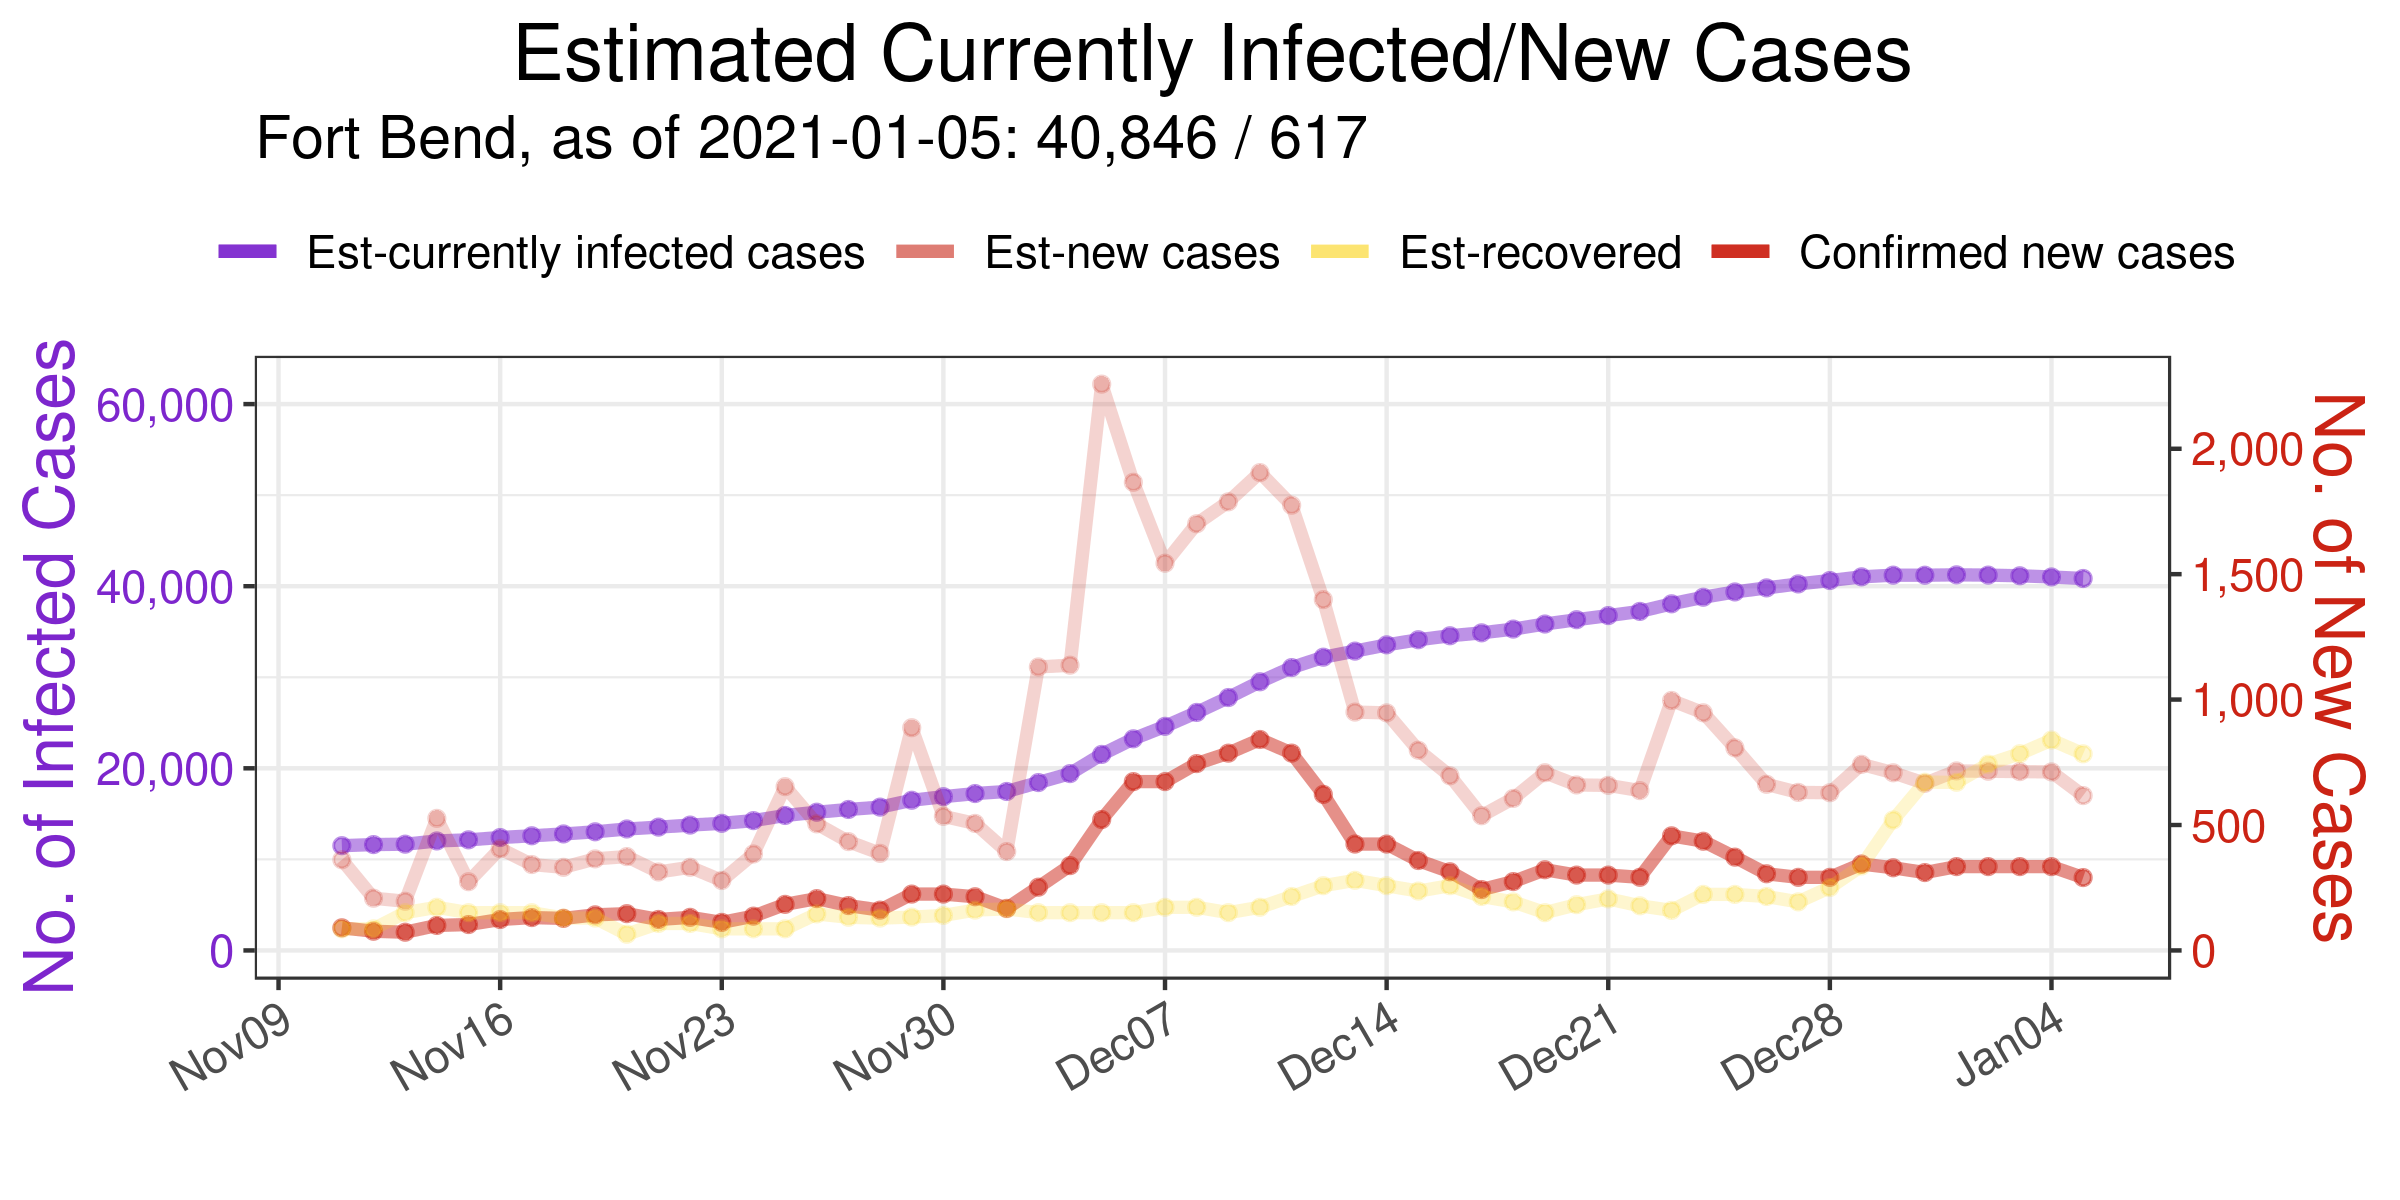 Estimated Currently Infected/New Cases
Fort Bend, as of 2021-01-05: 40,846 / 617
Est-currently infected cases
Est-new cases
Est-recovered
Confirmed new cases
No. of Infected Cases
60,000
40,000
20,000
0
2,000
1,500
1,000
500
0
No. of New Cases
Nov09
Nov16
Nov23
Nov30
Dec07
Dec14
Dec21
Dec28
Jan04